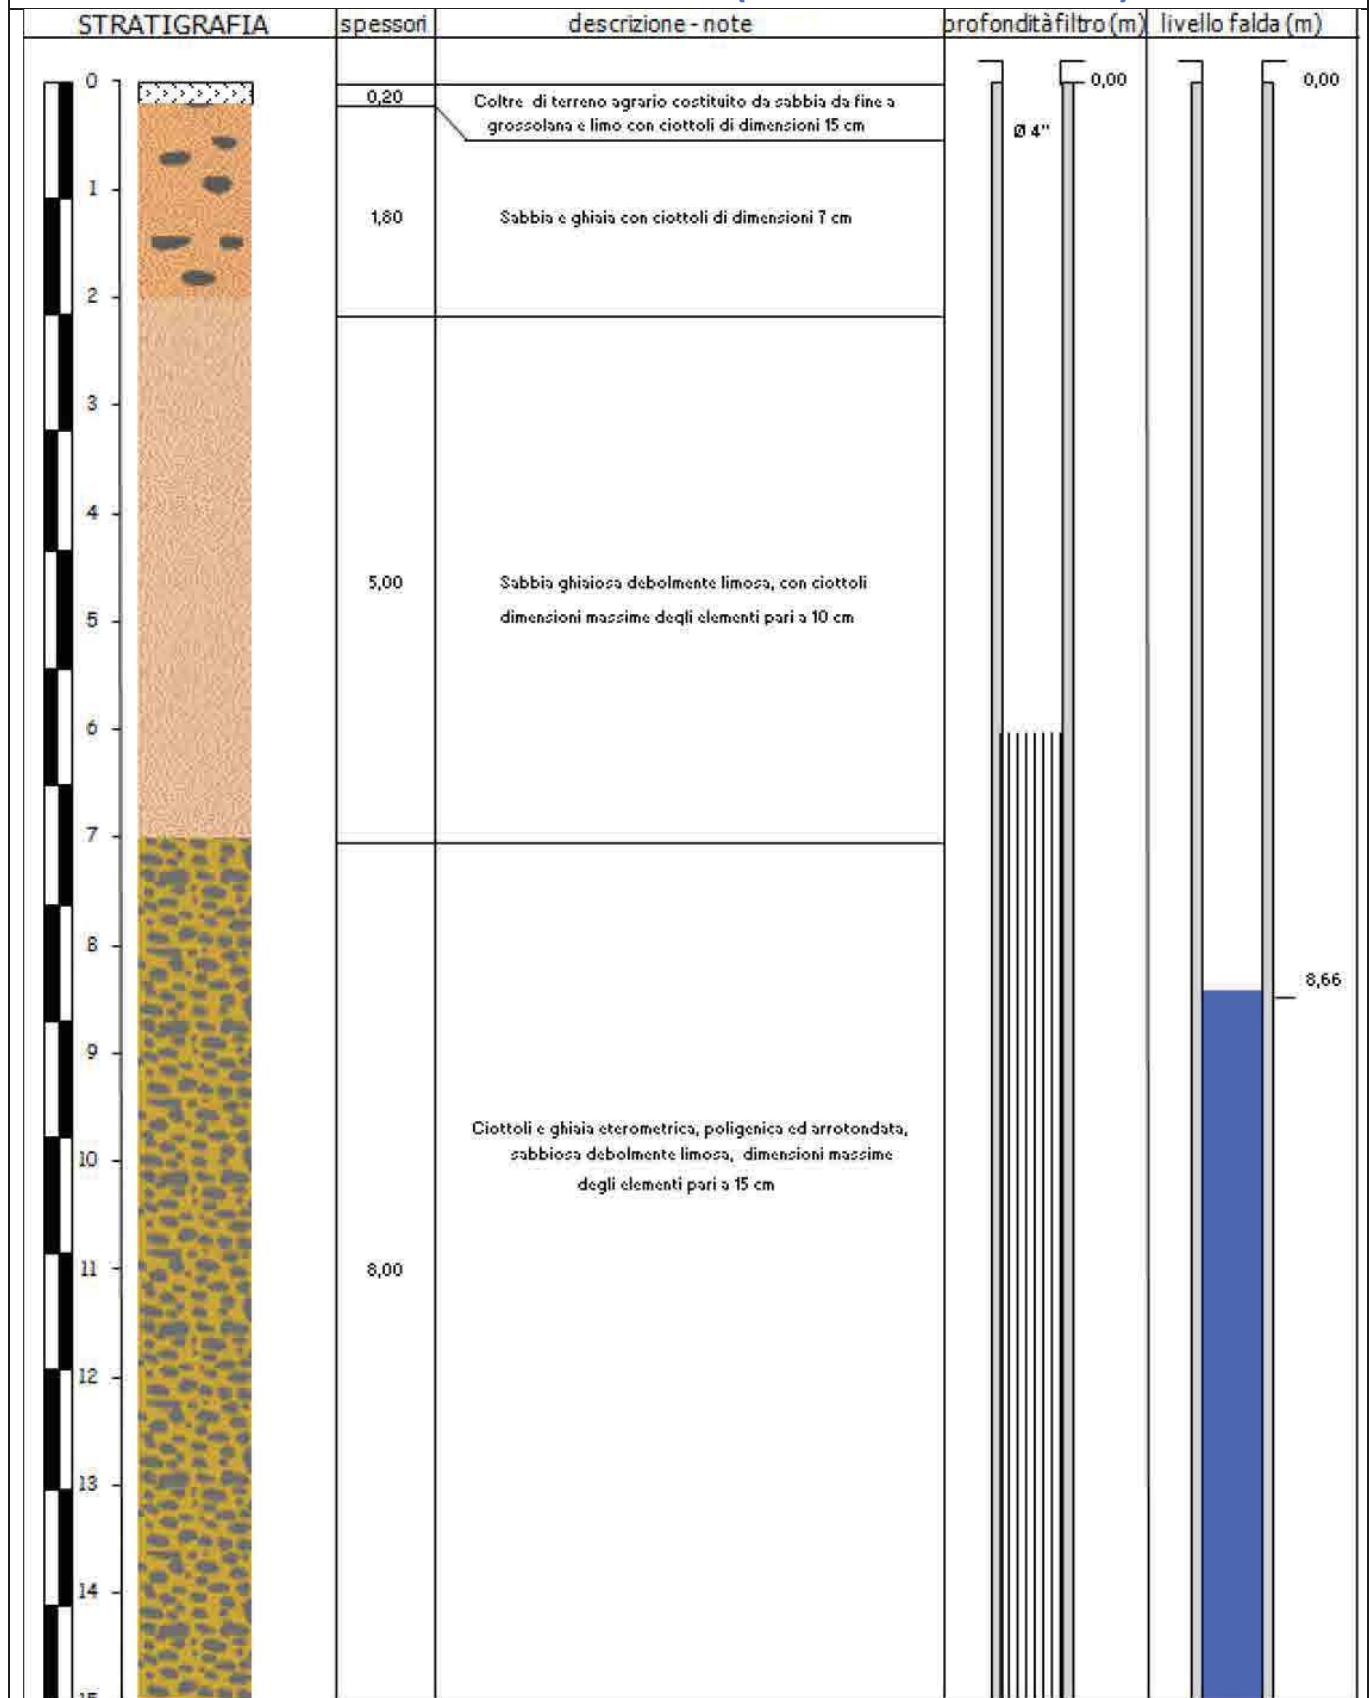 STRATIGRAFIA spessori descrizione - note profondità filtro (m) livello falda (m)
0 0,20 Coltre di terreno agrario costituito da sabbia da fine a 0,00 0,00
grossolana e limo con ciottoli di dimensioni 15 cm Ø 4"
1 1,80 Sabbia e ghiaia con ciottoli di dimensioni 7 cm
2
3
4
5,00 Sabbia ghiaiosa debolmente limosa, con ciottoli
5 dimensioni massime degli elementi pari a 10 cm
6
7
8
8,66
9
Ciottoli e ghiaia eterometrica, poligenica ed arrotondata,
10 sabbiosa debolmente limosa, dimensioni massime
degli elementi pari a 15 cm
11 8,00
12
13
14
15